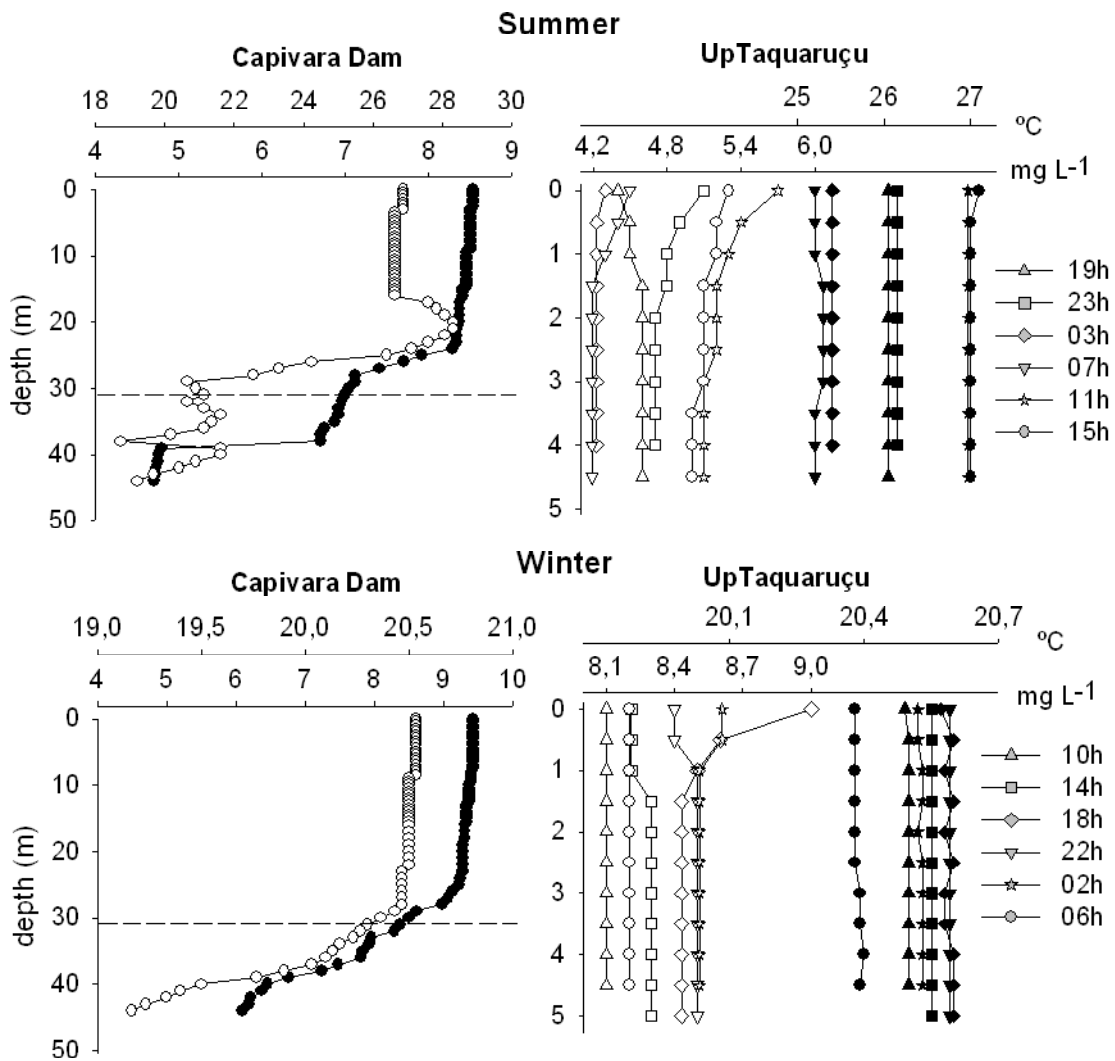 Summer
Capivara Dam
UpTaquaruçu
18 20 22 24 26 28 30
25 26 27
ºC
4 5 6 7 8 9
4,2 4,8 5,4 6,0
mg L-1
0
10
20
30
40
50
depth (m)
0
1
2
3
4
5
19h
23h
03h
07h
11h
15h
Winter
Capivara Dam
UpTaquaruçu
19,0 19,5 20,0 20,5 21,0
20,1 20,4 20,7
ºC
4 5 6 7 8 9 10
8,1 8,4 8,7 9,0
mg L-1
0
10
20
30
40
50
depth (m)
0
1
2
3
4
5
10h
14h
18h
22h
02h
06h